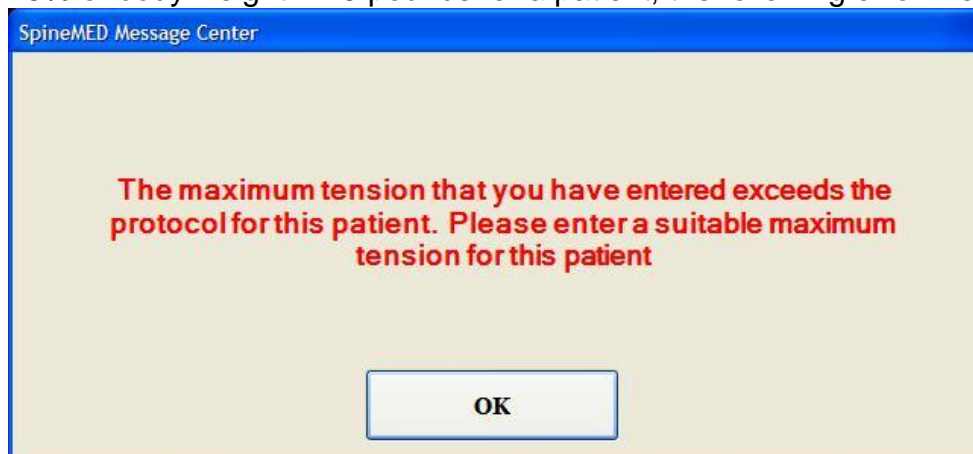 SpineMED Message Center
The maximum tension that you have entered exceeds the
protocol for this patient. Please enter a suitable maximum
tension for this patient
OK